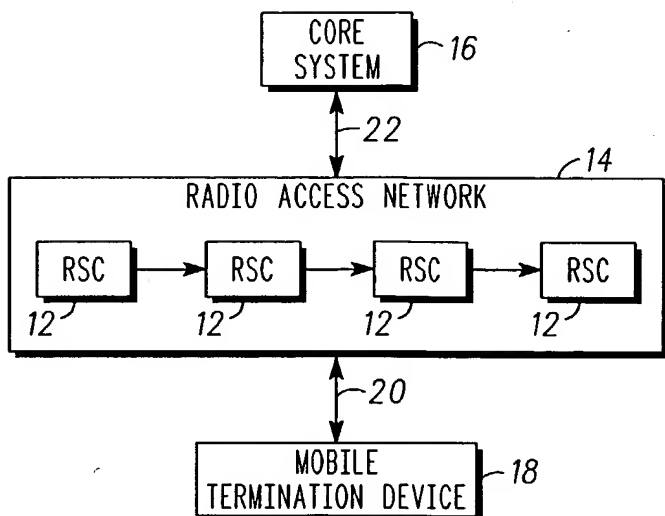 CORE
SYSTEM
16
22
14
RADIO ACCESS NETWORK
RSC RSC RSC RSC
12 12 12 12
20
MOBILE
TERMINATION DEVICE
18